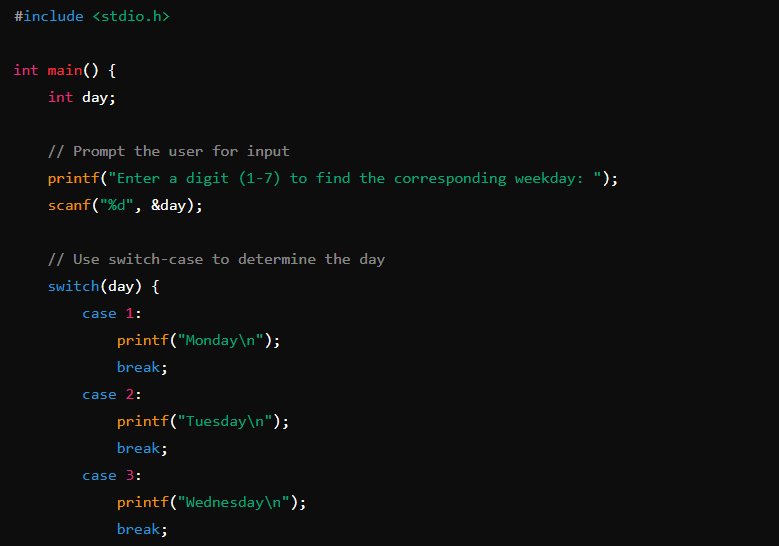 #include <stdio.h>
int main() {
    int day;
    // Prompt the user for input
    printf("Enter a digit (1-7) to find the corresponding weekday: ");
    scanf("%d", &day);
    // Use switch-case to determine the day
    switch(day) {
        case 1:
            printf("Monday\n");
            break;
        case 2:
            printf("Tuesday\n");
            break;
        case 3:
            printf("Wednesday\n");
            break;